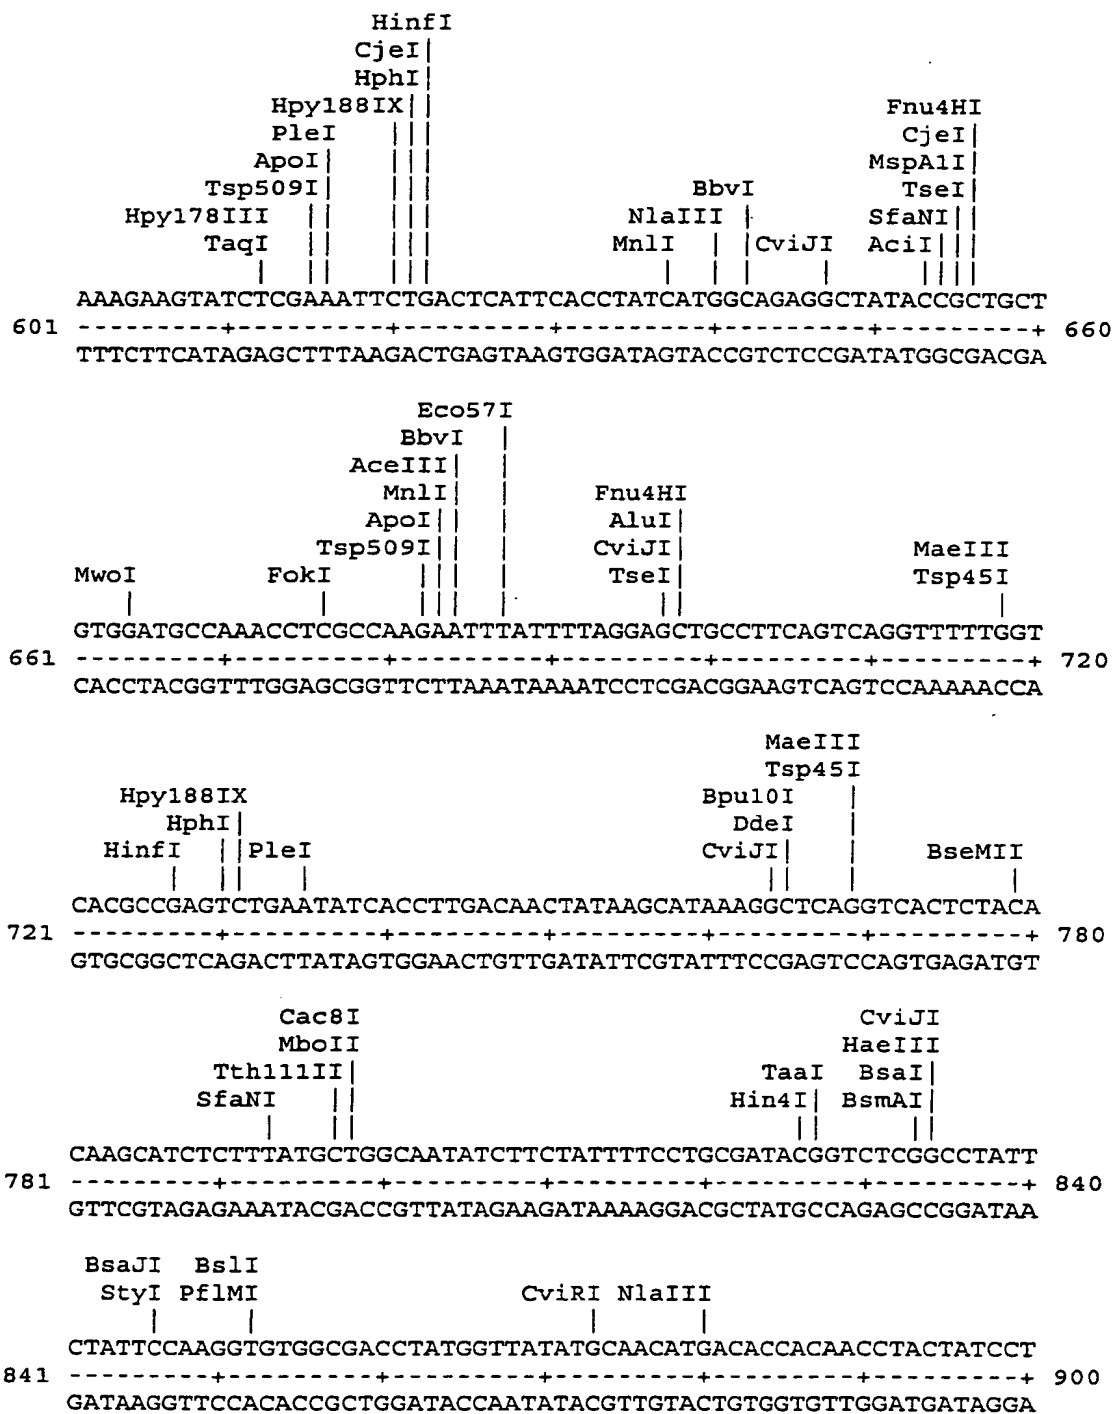 HinfI
CjeI
HphI
Hpy188IX Fnu4HI
PleI CjeI
ApoI MspA1I
Tsp509I BbvI TseI
Hpy178III NlaIII SfaNI
TaqI MnlI CviJI AciI
AAAGAAGTATCTCGAAATTCTGACTCATTCACCTATCATGGCAGAGGCTATACCGCTGCT
601 ---------+---------+---------+---------+---------+---------+ 660
TTTCTTCATAGAGCTTTAAGACTGAGTAAGTGGATAGTACCGTCTCCGATATGGCGACGA
Eco57I
BbvI
AceIII
MnlI Fnu4HI
ApoI AluI
Tsp509I CviJI MaeIII
MwoI FokI TseI Tsp45I
GTGGATGCCAAACCTCGCCAAGAATTTATTTTAGGAGCTGCCTTCAGTCAGGTTTTTGGT
661 ---------+---------+---------+---------+---------+---------+ 720
CACCTACGGTTTGGAGCGGTTCTTAAATAAAATCCTCGACGGAAGTCAGTCCAAAAACCA
MaeIII
Tsp45I
Hpy188IX Bpu10I
HphI DdeI
HinfI PleI CviJI BseMII
CACGCCGAGTCTGAATATCACCTTGACAACTATAAGCATAAAGGCTCAGGTCACTCTACA
721 ---------+---------+---------+---------+---------+---------+ 780
GTGCGGCTCAGACTTATAGTGGAACTGTTGATATTCGTATTTCCGAGTCCAGTGAGATGT
Cac8I CviJI
MboII HaeIII
Tth111II TaaI BsaI
SfaNI Hin4I BsmAI
CAAGCATCTCTTTATGCTGGCAATATCTTCTATTTTCCTGCGATACGGTCTCGGCCTATT
781 ---------+---------+---------+---------+---------+---------+ 840
GTTCGTAGAGAAATACGACCGTTATAGAAGATAAAAGGACGCTATGCCAGAGCCGGATAA
BsaJI BslI
StyI PflMI CviRI NlaIII
CTATTCCAAGGTGTGGCGACCTATGGTTATATGCAACATGACACCACAACCTACTATCCT
841 ---------+---------+---------+---------+---------+---------+ 900
GATAAGGTTCCACACCGCTGGATACCAATATACGTTGTACTGTGGTGTTGGATGATAGGA